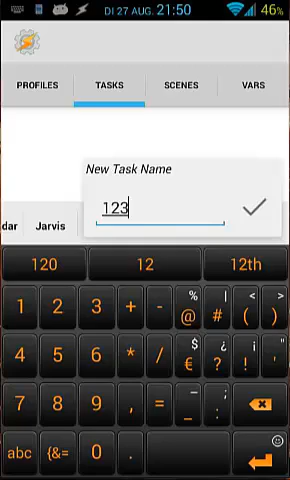 DI 27 AUG. 21:50 46%
PROFILES TASKS SCENES VARS
New Task Name
123
dar Jarvis
120 12 12th
% | < >
1 2 3 + - @ # ( )
$ ¿ ¡ "
4 5 6 * / € ? ! '
– ;
7 8 9 , = _ :
abc {&= 0 .